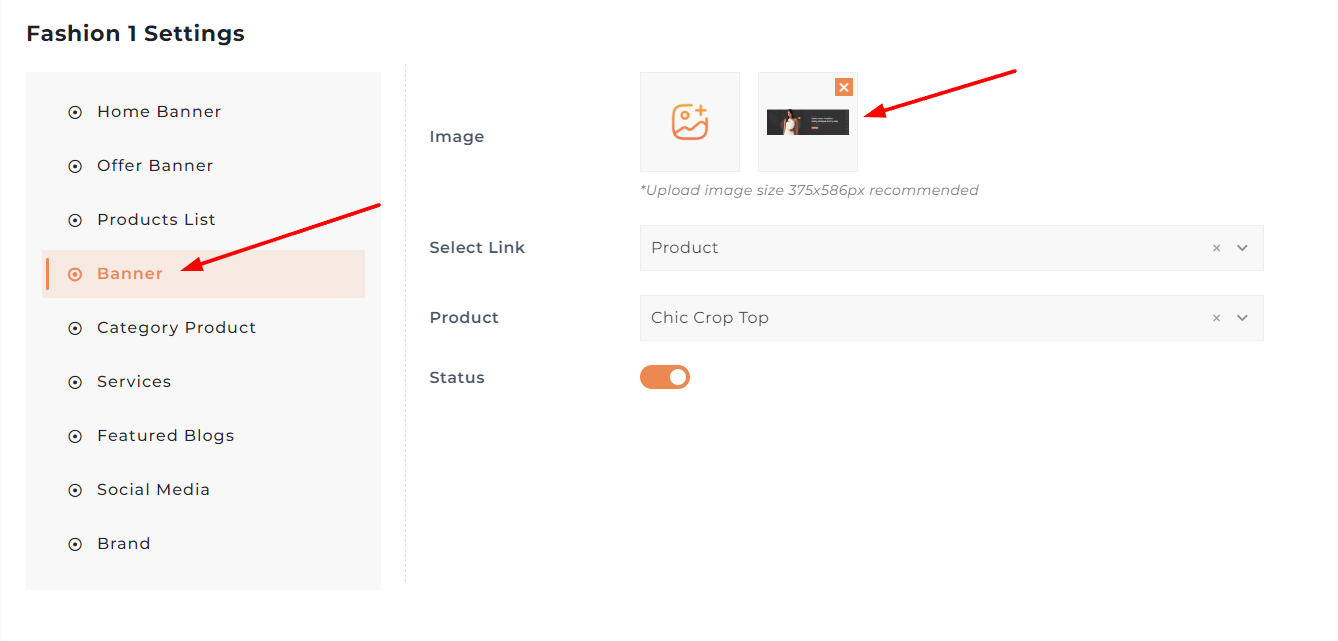 Fashion 1 Settings
Home Banner
Offer Banner
Products List
Banner
Category Product
Services
Featured Blogs
Social Media
Brand
Image
*Upload image size 375x586px recommended
Select Link
Product
Product
Chic Crop Top
Status